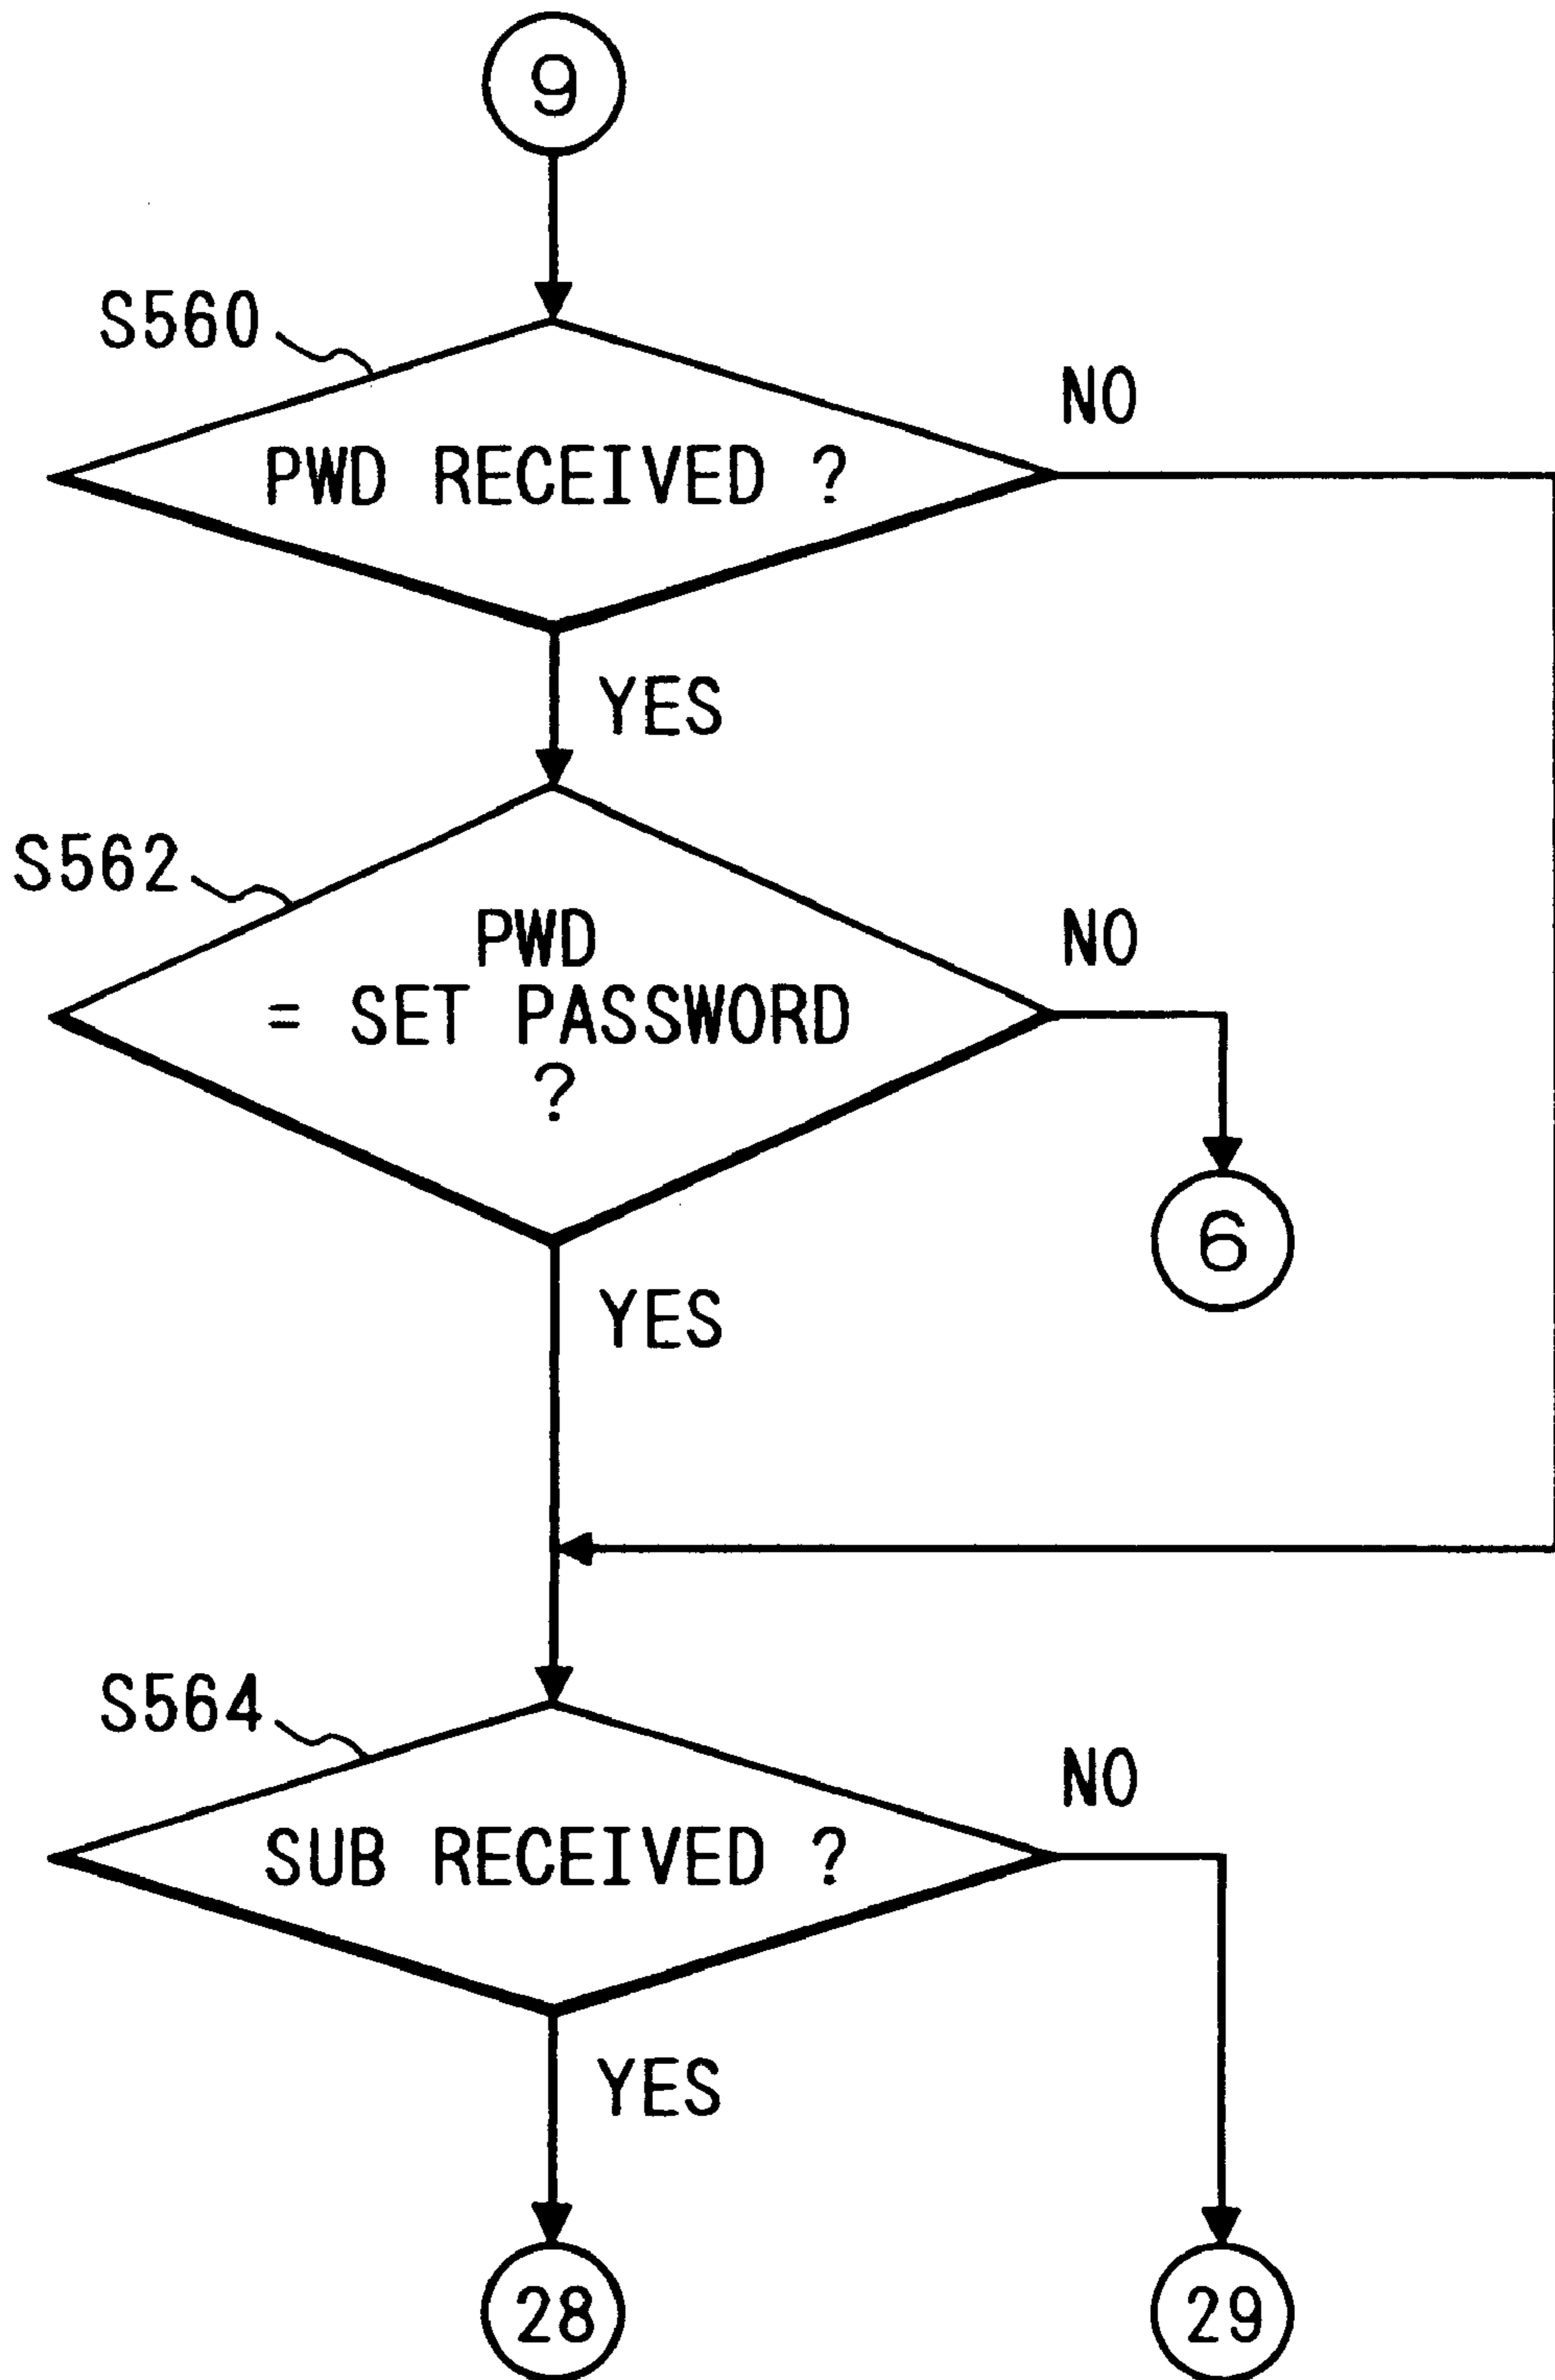 9
S560
NO
PWD RECEIVED ?
YES
S562
PWD
NO
= SET PASSWORD
?
6
YES
S564
NO
SUB RECEIVED ?
YES
28
29